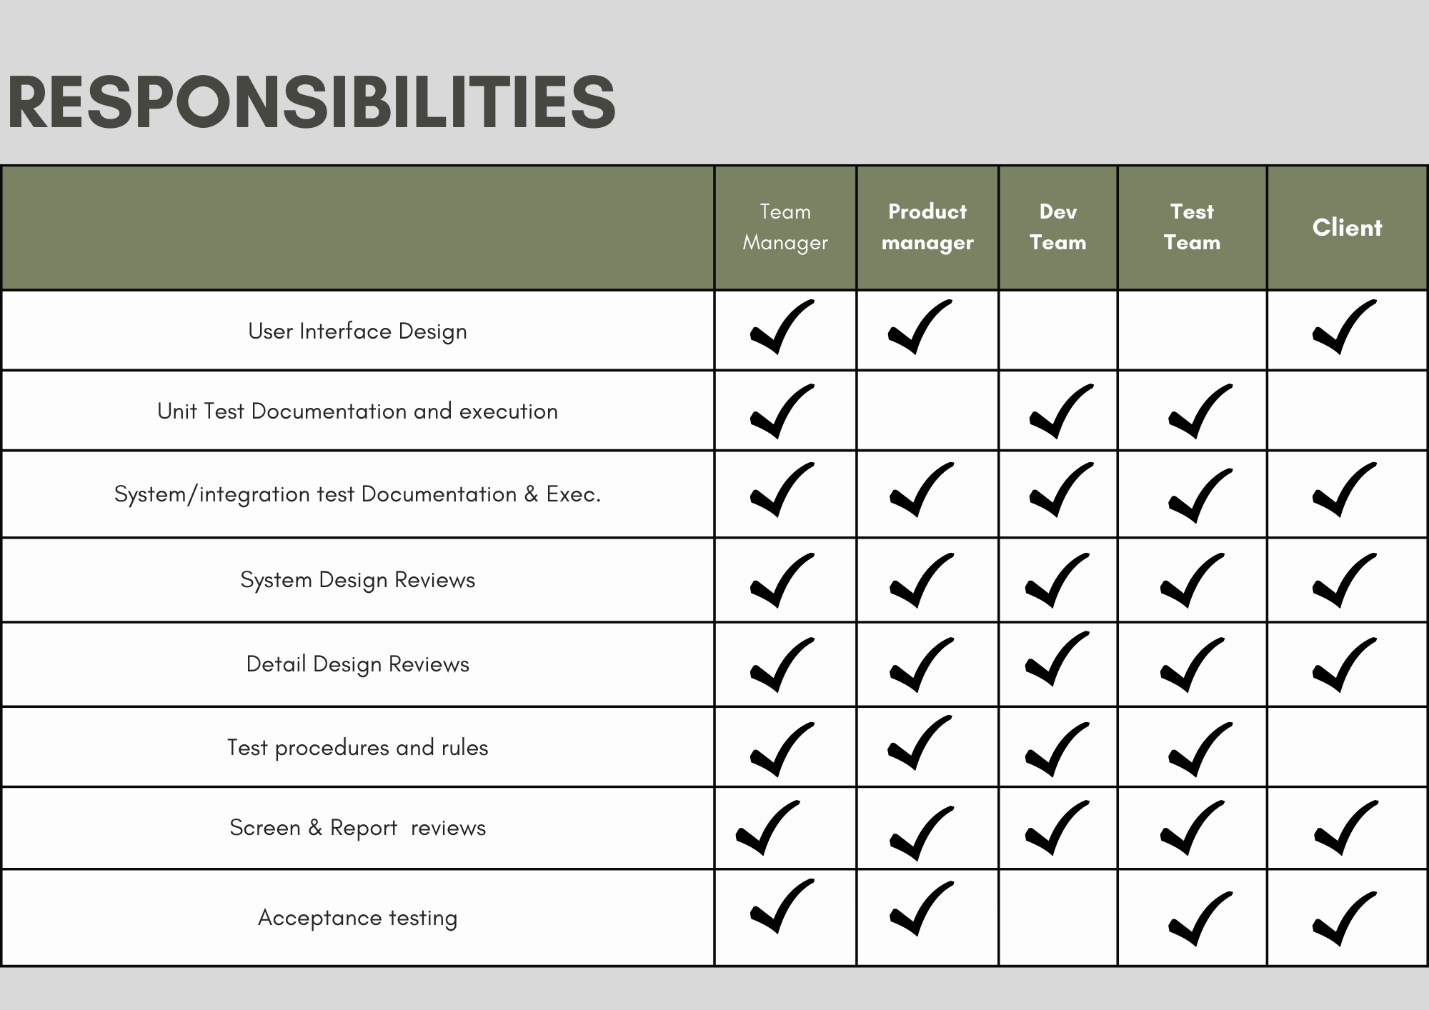 RESPONSIBILITIES
Team Manager
Product manager
Dev Team
Test Team
Client
User Interface Design
Unit Test Documentation and execution
System/integration test Documentation & Exec.
System Design Reviews
Detail Design Reviews
Test procedures and rules
Screen & Report  reviews
Acceptance testing